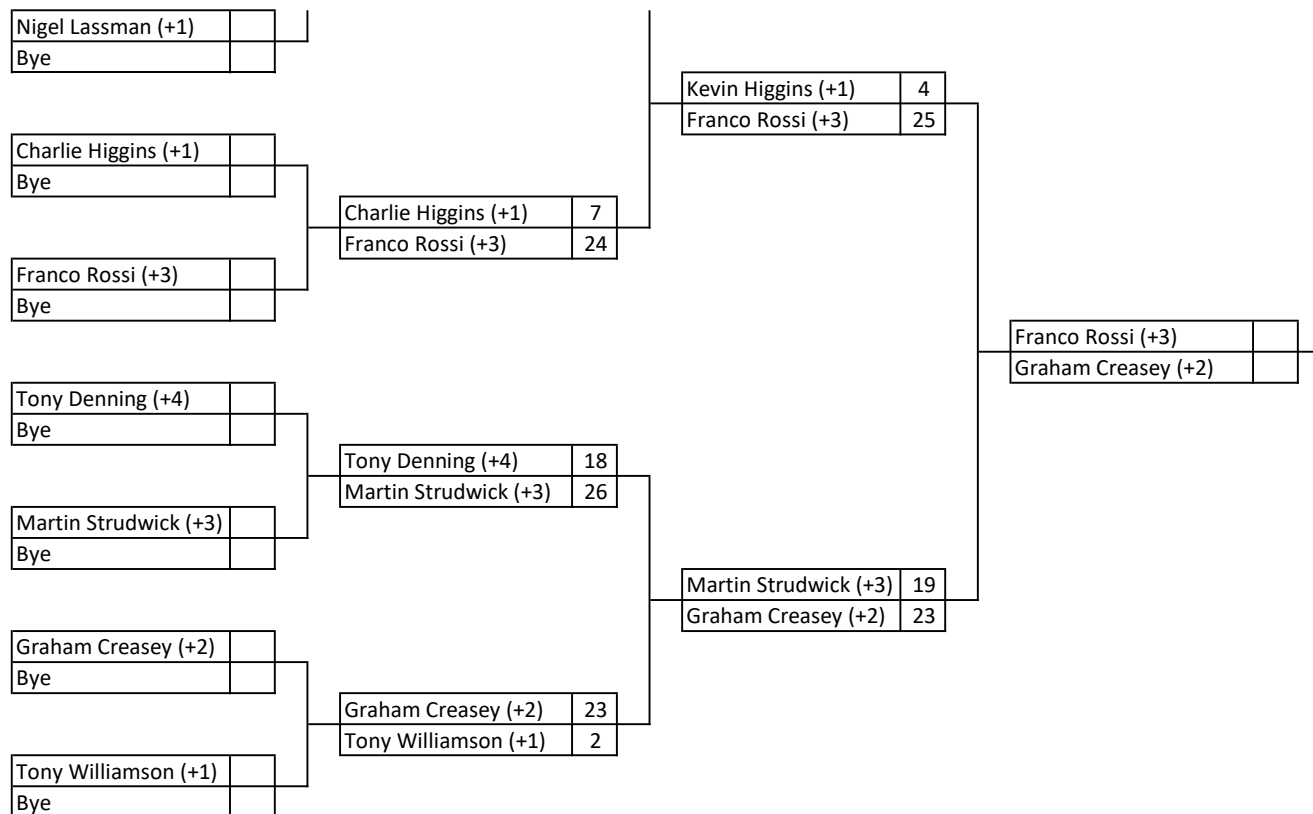 Nigel Lassman (+1)
Bye
Kevin Higgins (+1) 4
Franco Rossi (+3) 25
Charlie Higgins (+1)
Bye
Charlie Higgins (+1) 7
Franco Rossi (+3) 24
Franco Rossi (+3)
Bye
Franco Rossi (+3)
Graham Creasey (+2)
Tony Denning (+4)
Bye
Tony Denning (+4) 18
Martin Strudwick (+3) 26
Martin Strudwick (+3)
Bye
Martin Strudwick (+3) 19
Graham Creasey (+2) 23
Graham Creasey (+2)
Bye
Graham Creasey (+2) 23
Tony Williamson (+1) 2
Tony Williamson (+1)
Bye